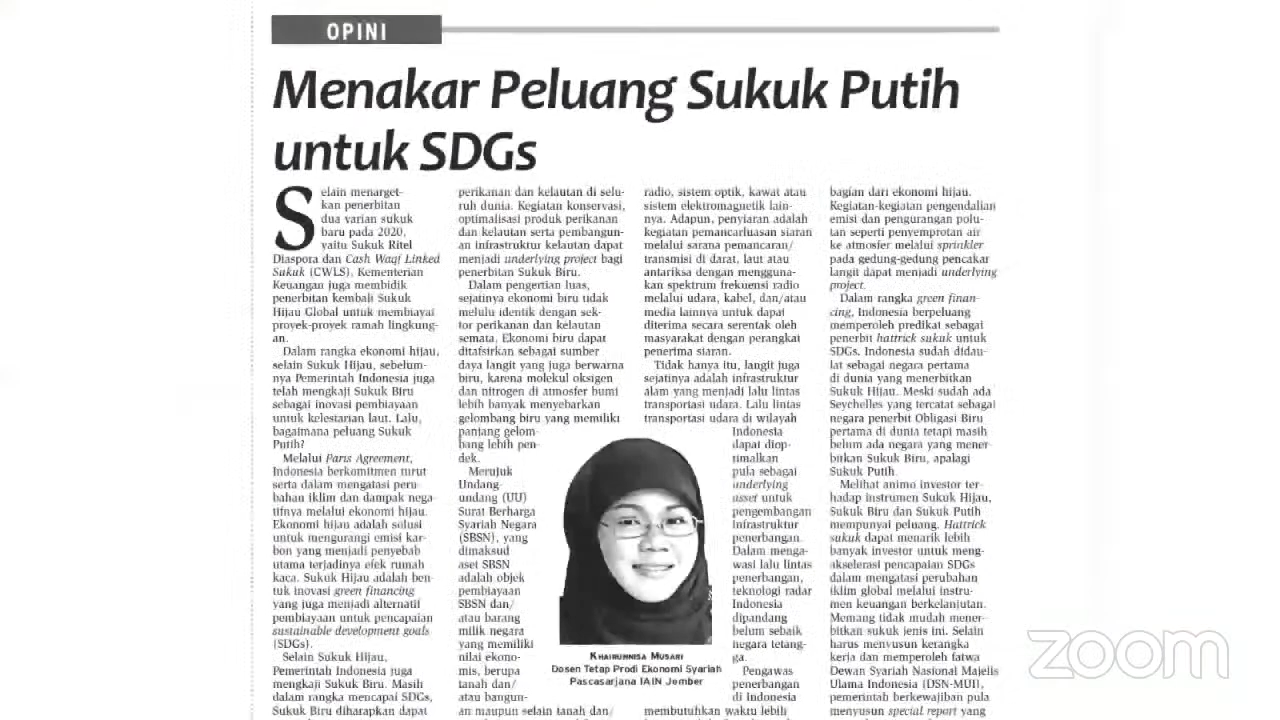 OPINI
Menakar Peluang Sukuk Putih
untuk SDGs
Selain menarget-
kan penerbitan
dua varian sukuk
baru pada 2020,
yaitu Sukuk Ritel
Diaspora dan Cash Waqf Linked
Sukuk (CWLS), Kementerian
Keuangan juga membidik
penerbitan kembali Sukuk
Hijau Global untuk membiayai
proyek-proyek ramah lingkung-
an.
Dalam rangka ekonomi hijau,
selain Sukuk Hijau, sebelum-
nya Pemerintah Indonesia juga
telah mengkaji Sukuk Biru
sebagai inovasi pembiayaan
untuk kelestarian laut. Lalu,
bagaimana peluang Sukuk
Putih?
Melalui Paris Agreement,
Indonesia berkomitmen turut
serta dalam mengatasi peru-
bahan iklim dan dampak nega-
tifnya melalui ekonomi hijau.
Ekonomi hijau adalah solusi
untuk mengurangi emisi kar-
bon yang menjadi penyebab
utama terjadinya efek rumah
kaca. Sukuk Hijau adalah ben-
tuk inovasi green financing
yang juga menjadi alternatif
pembiayaan untuk pencapaian
sustainable development goals
(SDGs).
Selain Sukuk Hijau,
Pemerintah Indonesia juga
mengkaji Sukuk Biru. Masih
dalam rangka mencapai SDGs,
Sukuk Biru diharapkan dapat
perikanan dan kelautan di selu-
ruh dunia. Kegiatan konservasi,
optimalisasi produk perikanan
dan kelautan serta pembangun-
an infrastruktur kelautan dapat
menjadi underlying project bagi
penerbitan Sukuk Biru.
Dalam pengertian luas,
sejatinya ekonomi biru tidak
melulu identik dengan sek-
tor perikanan dan kelautan
semata. Ekonomi biru dapat
ditafsirkan sebagai sumber
daya langit yang juga berwarna
biru, karena molekul oksigen
dan nitrogen di atmosfer bumi
lebih banyak menyebarkan
gelombang biru yang memiliki
panjang gelom-
bang lebih pen-
dek.
Merujuk
Undang-
undang (UU)
Surat Berharga
Syariah Negara
(SBSN), yang
dimaksud
aset SBSN
adalah objek
pembiayaan
SBSN dan/
atau barang
milik negara
yang memiliki
nilai ekono-
mis, berupa
tanah dan/
atau bangun-
an maupun selain tanah dan/
KHAIRUNNISA MUSARI
Dosen Tetap Prodi Ekonomi Syariah
Pascasarjana IAIN Jember
radio, sistem optik, kawat atau
sistem elektromagnetik lain-
nya. Adapun, penyiaran adalah
kegiatan pemancarluasan siaran
melalui sarana pemancaran/
transmisi di darat, laut atau
antariksa dengan mengguna-
kan spektrum frekuensi radio
melalui udara, kabel, dan/atau
media lainnya untuk dapat
diterima secara serentak oleh
masyarakat dengan perangkat
penerima siaran.
Tidak hanya itu, langit juga
sejatinya adalah infrastruktur
alam yang menjadi lalu lintas
transportasi udara. Lalu lintas
transportasi udara di wilayah
Indonesia
dapat diop-
timalkan
pula sebagai
underlying
asset untuk
pengembangan
infrastruktur
penerbangan.
Dalam menga-
wasi lalu lintas
penerbangan,
teknologi radar
Indonesia
dipandang
belum sebaik
negara tetang-
ga.
Pengawas
penerbangan
di Indonesia
membutuhkan waktu lebih
bagian dari ekonomi hijau.
Kegiatan-kegiatan pengendalian
emisi dan pengurangan polu-
tan seperti penyemprotan air
ke atmosfer melalui sprinkler
pada gedung-gedung pencakar
langit dapat menjadi underlying
project.
Dalam rangka green finan-
cing, Indonesia berpeluang
memperoleh predikat sebagai
penerbit hattrick sukuk untuk
SDGs. Indonesia sudah didau-
lat sebagai negara pertama
di dunia yang menerbitkan
Sukuk Hijau. Meski sudah ada
Seychelles yang tercatat sebagai
negara penerbit Obligasi Biru
pertama di dunia tetapi masih
belum ada negara yang mener-
bitkan Sukuk Biru, apalagi
Sukuk Putih.
Melihat animo investor ter-
hadap instrumen Sukuk Hijau,
Sukuk Biru dan Sukuk Putih
mempunyai peluang. Hattrick
sukuk dapat menarik lebih
banyak investor untuk meng-
akselerasi pencapaian SDGs
dalam mengatasi perubahan
iklim global melalui instru-
men keuangan berkelanjutan.
Memang tidak mudah mener-
bitkan sukuk jenis ini. Selain
harus menyusun kerangka
kerja dan memperoleh fatwa
Dewan Syariah Nasional Majelis
Ulama Indonesia (DSN-MUI),
pemerintah berkewajiban pula
menyusun special report yang
zoom